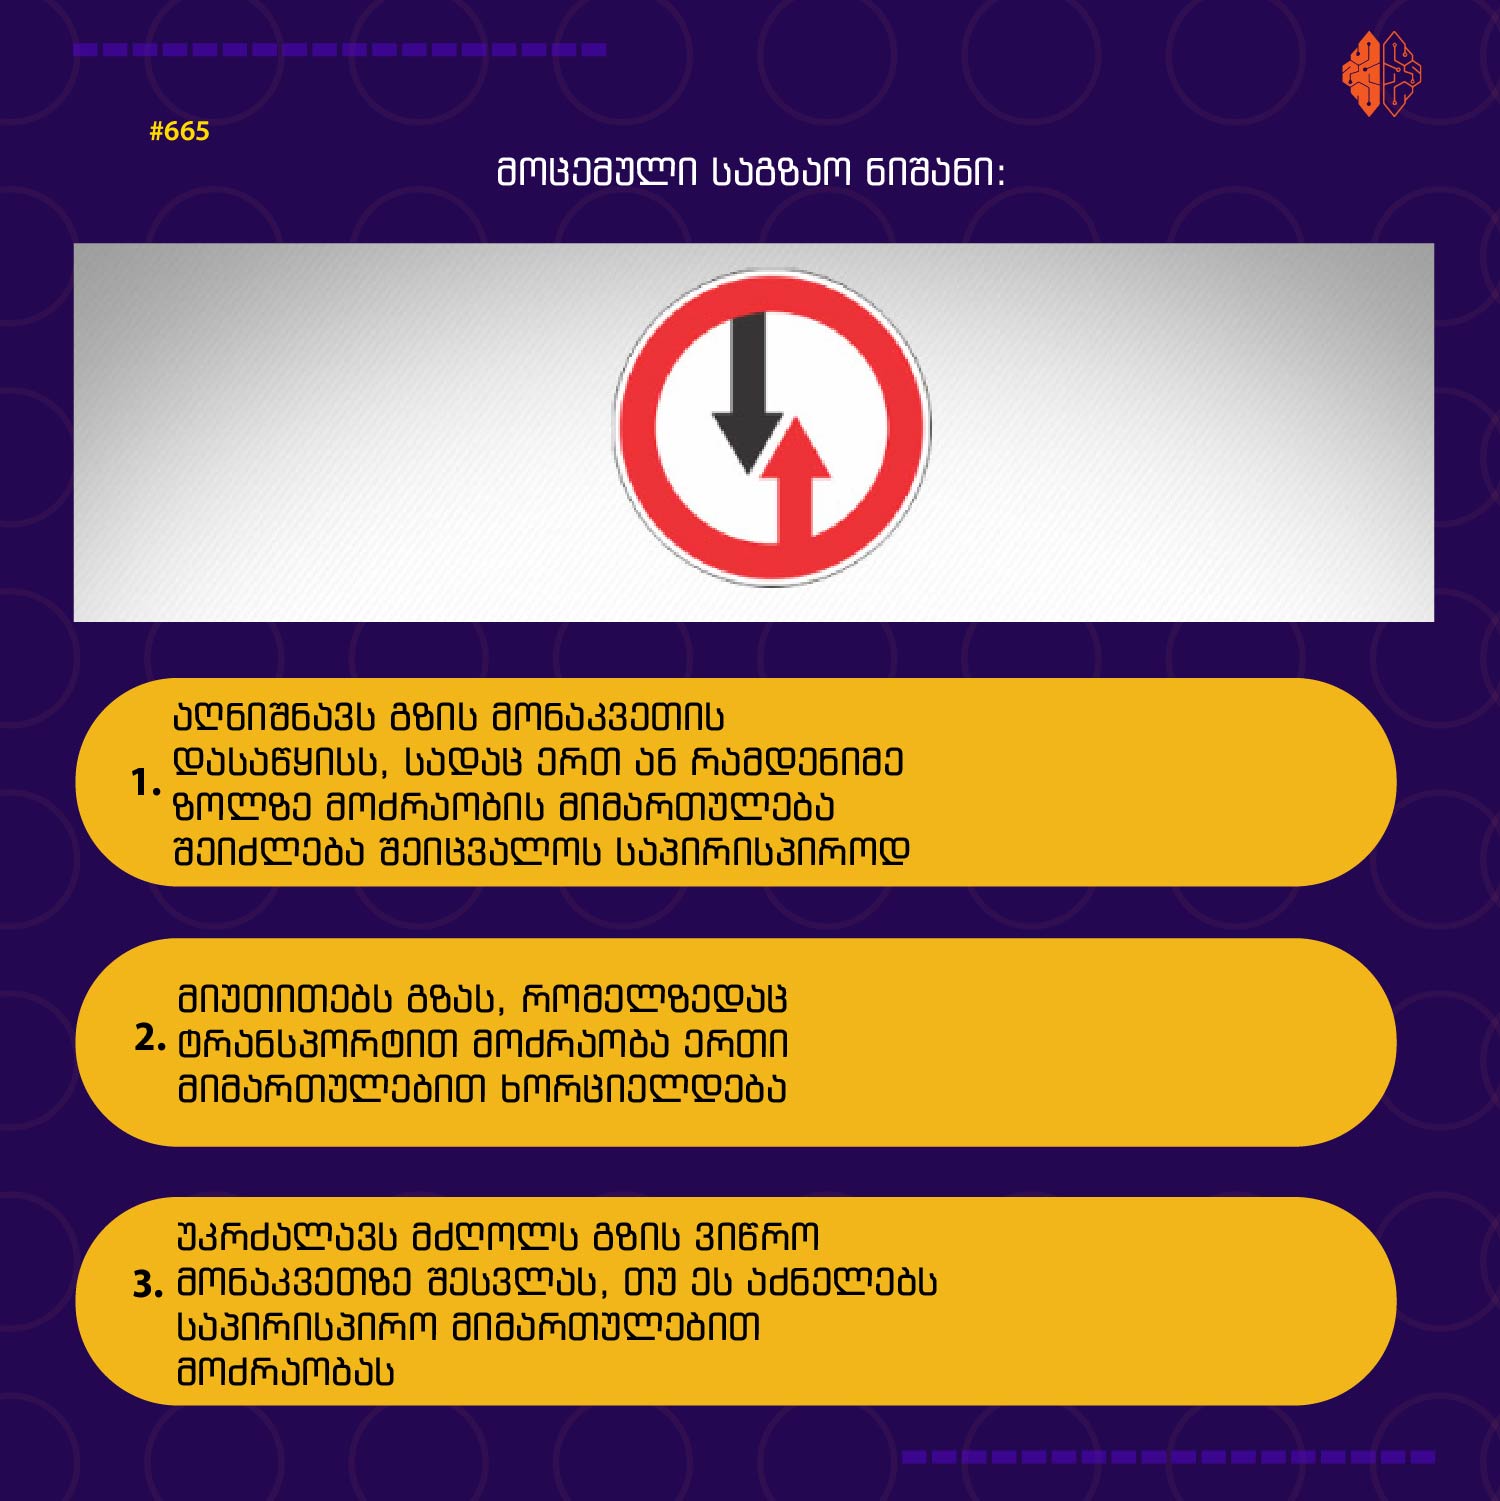 #665
მოცემული საგზაო ნიშანი:
აღნიშნავს გზის მონაკვეთის
დასაწყისს, სადაც ერთ ან რამდენიმე
1. ზოლზე მოძრაობის მიმართულება
შეიძლება შეიცვალოს საპირისპიროდ
მიუთითებს გზას, რომელზედაც
2. ტრანსპორტით მოძრაობა ერთი
მიმართულებით ხორციელდება
უკრძალავს მძღოლს გზის ვიწრო
3. მონაკვეთზე შესვლას, თუ ეს აძნელებს
საპირისპირო მიმართულებით
მოძრაობას